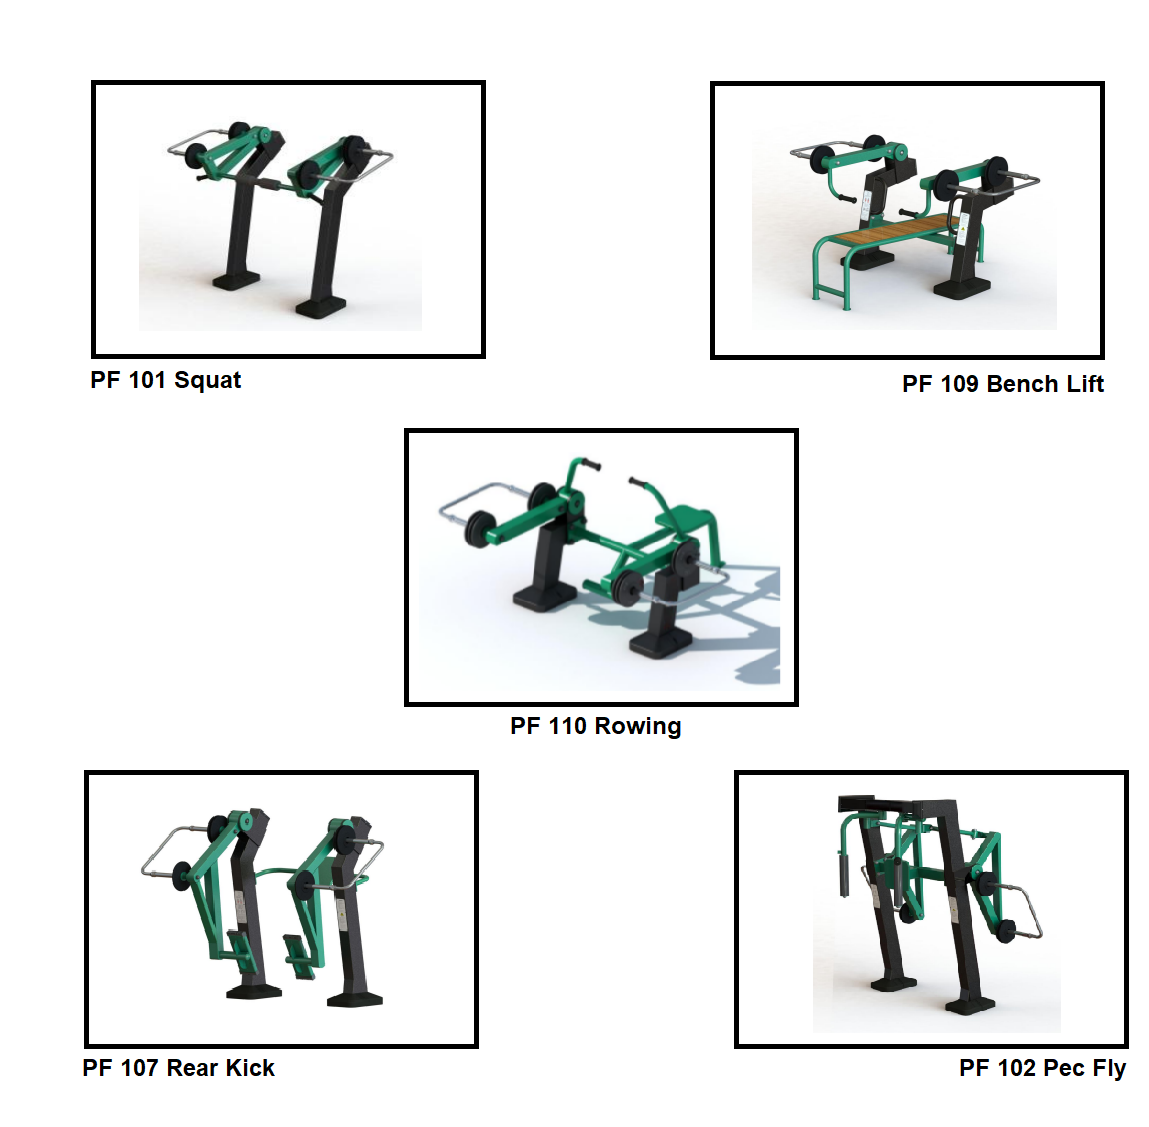 PF 101 Squat
PF 109 Bench Lift
PF 110 Rowing
PF 107 Rear Kick
PF 102 Pec Fly